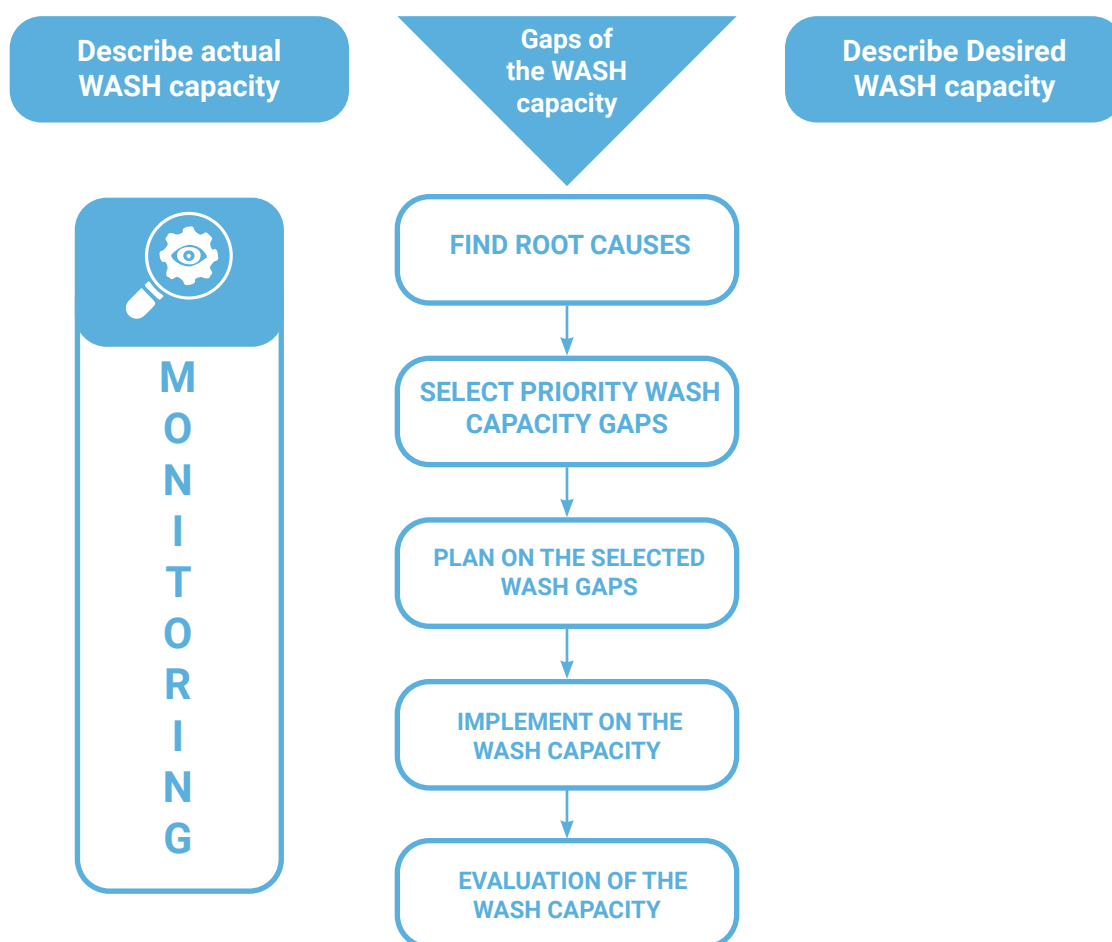 Describe actual
WASH capacity
Gaps of
the WASH
capacity
Describe Desired
WASH capacity
FIND ROOT CAUSES
SELECT PRIORITY WASH
CAPACITY GAPS
PLAN ON THE SELECTED
WASH GAPS
IMPLEMENT ON THE
WASH CAPACITY
EVALUATION OF THE
WASH CAPACITY
M
O
N
I
T
O
R
I
N
G